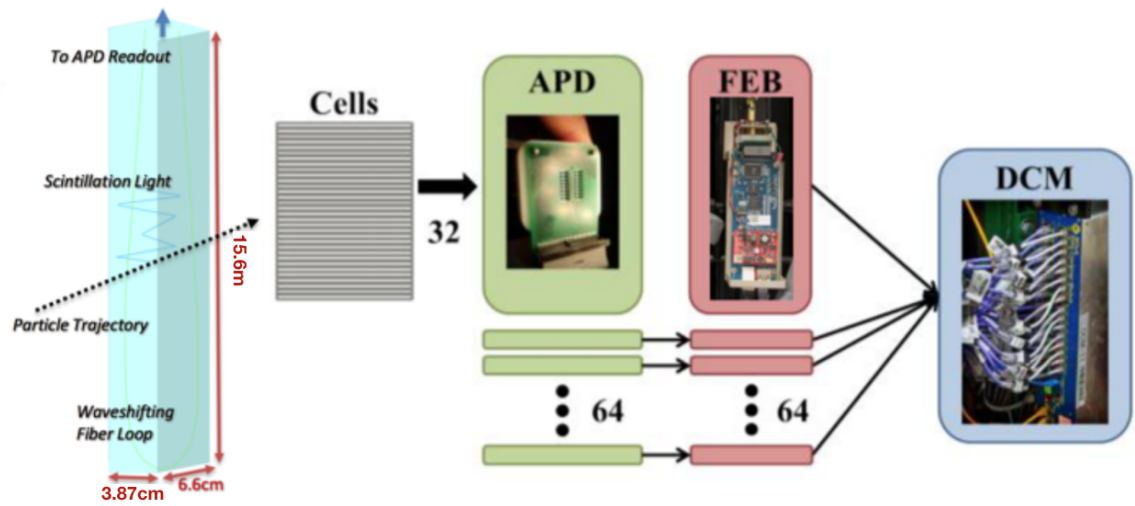 To APD Readout
Scintillation Light
15.6m
Particle Trajectory
Waveshifting
Fiber Loop
3.87cm
6.6cm
Cells
32
APD
FEB
64
64
DCM